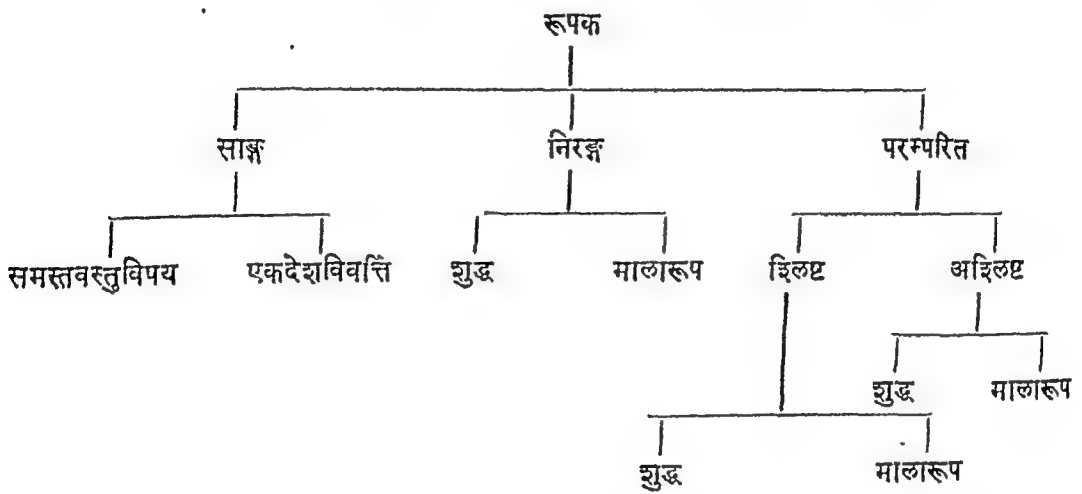 रूपक
साङ्ग निरङ्ग परम्परित
समस्तवस्तुविषय एकदेशविवर्त्ति शुद्ध मालारूप श्लिष्ट अश्लिष्ट
शुद्ध मालारूप
शुद्ध मालारूप